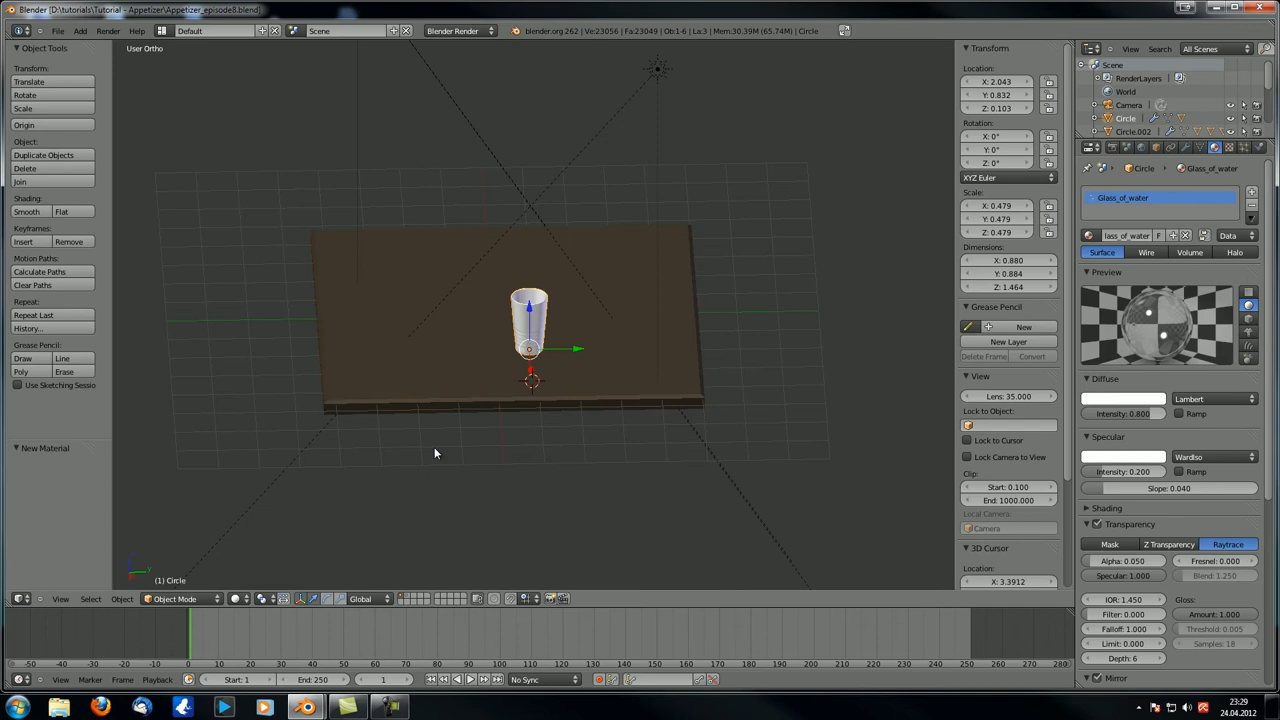 Blender [D:\tutorials\Tutorial - Appetizer\Appetizer_episode8.blend]
File Add Render Help Default Scene Blender Render blender.org 262 | Ve:23056 | Fa:23049 | Ob:1-6 | La:3 | Mem:30.39M (65.74M) | Circle
View Search All Scenes
Object Tools
User Ortho
Transform:
Translate
Rotate
Scale
Origin
Object:
Duplicate Objects
Delete
Join
Shading:
Smooth Flat
Keyframes:
Insert Remove
Motion Paths:
Calculate Paths
Clear Paths
Repeat:
Repeat Last
History...
Grease Pencil:
Draw Line
Poly Erase
Use Sketching Sessio
New Material
(1) Circle
Transform
Location:
X: 2.043
Y: 0.832
Z: 0.103
Rotation:
X: 0°
Y: 0°
Z: 0°
XYZ Euler
Scale:
X: 0.479
Y: 0.479
Z: 0.479
Dimensions:
X: 0.880
Y: 0.884
Z: 1.464
Grease Pencil
New
New Layer
Delete Frame Convert
View
Lens: 35.000
Lock to Object:
Lock to Cursor
Lock Camera to View
Clip:
Start: 0.100
End: 1000.000
Local Camera:
Camera
3D Cursor
Location:
X: 3.3912
Scene
RenderLayers
World
Camera
Circle
Circle.002
Circle Glass_of_water
Glass_of_water
lass_of_water F Data
Surface Wire Volume Halo
Preview
Diffuse
Lambert
Intensity: 0.800 Ramp
Specular
WardIso
Intensity: 0.200 Ramp
Slope: 0.040
Shading
Transparency
Mask Z Transparency Raytrace
Alpha: 0.050 Fresnel: 0.000
Specular: 1.000 Blend: 1.250
IOR: 1.450 Gloss:
Filter: 0.000 Amount: 1.000
Falloff: 1.000 Threshold: 0.005
Limit: 0.000 Samples: 18
Depth: 6
Mirror
View Select Object Object Mode Global
-50 -40 -30 -20 -10 0 10 20 30 40 50 60 70 80 90 100 110 120 130 140 150 160 170 180 190 200 210 220 230 240 250 260 270 280
View Marker Frame Playback Start: 1 End: 250 1 No Sync
23:29
24.04.2012